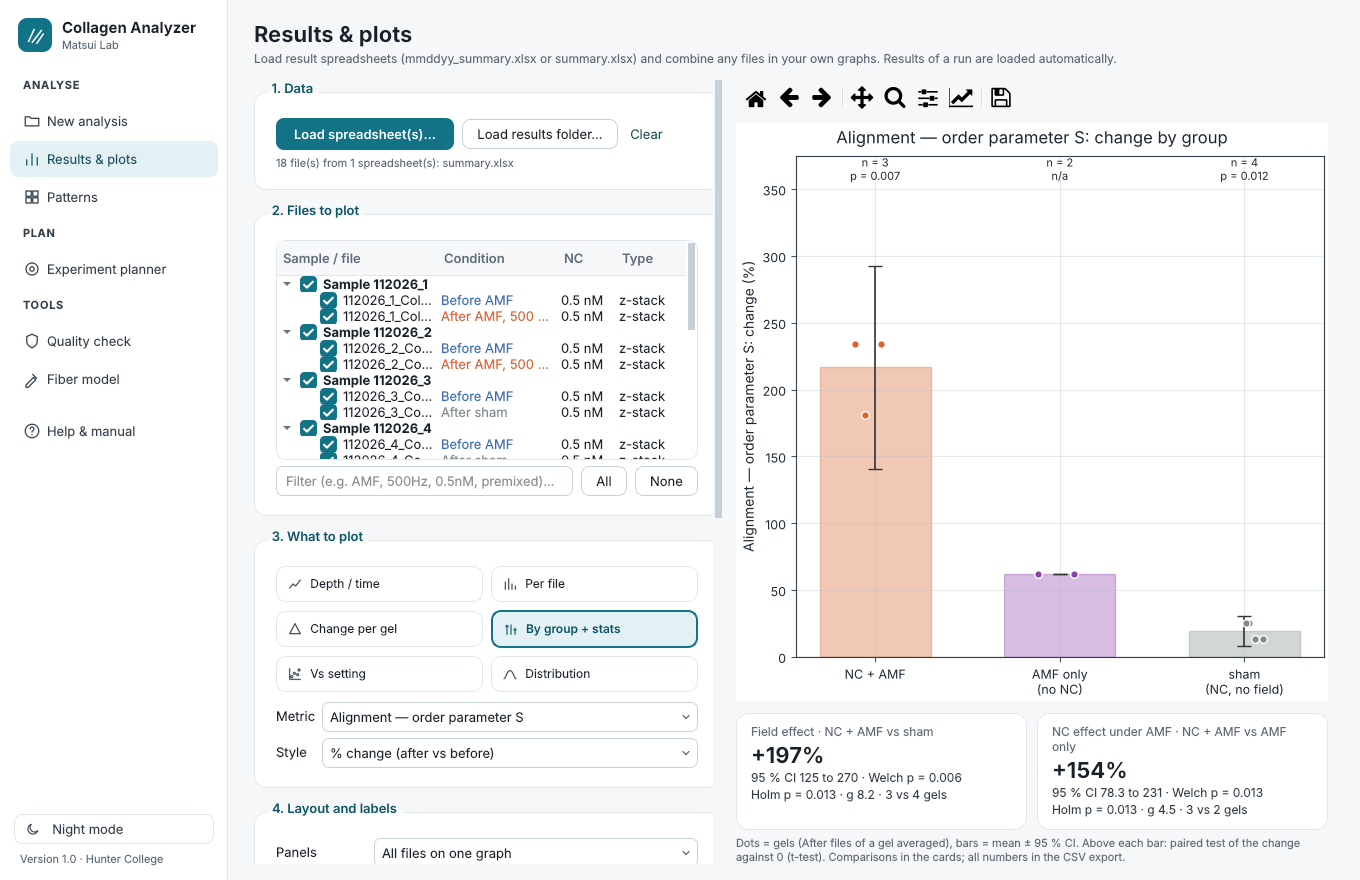 Collagen Analyzer
Matsui Lab
ANALYSE
New analysis
Results & plots
Patterns
PLAN
Experiment planner
TOOLS
Quality check
Fiber model
Help & manual
Night mode
Version 1.0 · Hunter College
Results & plots
Load result spreadsheets (mmddyy_summary.xlsx or summary.xlsx) and combine any files in your own graphs. Results of a run are loaded automatically.
1. Data
Load spreadsheet(s)... Load results folder... Clear
18 file(s) from 1 spreadsheet(s): summary.xlsx
2. Files to plot
Sample / file Condition NC Type
Sample 112026_1
112026_1_Col... Before AMF 0.5 nM z-stack
112026_1_Col... After AMF, 500 ... 0.5 nM z-stack
Sample 112026_2
112026_2_Co... Before AMF 0.5 nM z-stack
112026_2_Co... After AMF, 500 ... 0.5 nM z-stack
Sample 112026_3
112026_3_Co... Before AMF 0.5 nM z-stack
112026_3_Co... After sham 0.5 nM z-stack
Sample 112026_4
112026_4_Co... Before AMF 0.5 nM z-stack
Filter (e.g. AMF, 500Hz, 0.5nM, premixed)... All None
3. What to plot
Depth / time Per file
Change per gel By group + stats
Vs setting Distribution
Metric Alignment — order parameter S
Style % change (after vs before)
4. Layout and labels
Panels All files on one graph
Alignment — order parameter S: change by group
n = 3 n = 2 n = 4
p = 0.007 n/a p = 0.012
Alignment — order parameter S: change (%)
350
300
250
200
150
100
50
0
NC + AMF AMF only sham
(no NC) (NC, no field)
Field effect · NC + AMF vs sham
+197%
95 % CI 125 to 270 · Welch p = 0.006
Holm p = 0.013 · g 8.2 · 3 vs 4 gels
NC effect under AMF · NC + AMF vs AMF
only
+154%
95 % CI 78.3 to 231 · Welch p = 0.013
Holm p = 0.013 · g 4.5 · 3 vs 2 gels
Dots = gels (After files of a gel averaged), bars = mean ± 95 % CI. Above each bar: paired test of the change
against 0 (t-test). Comparisons in the cards; all numbers in the CSV export.